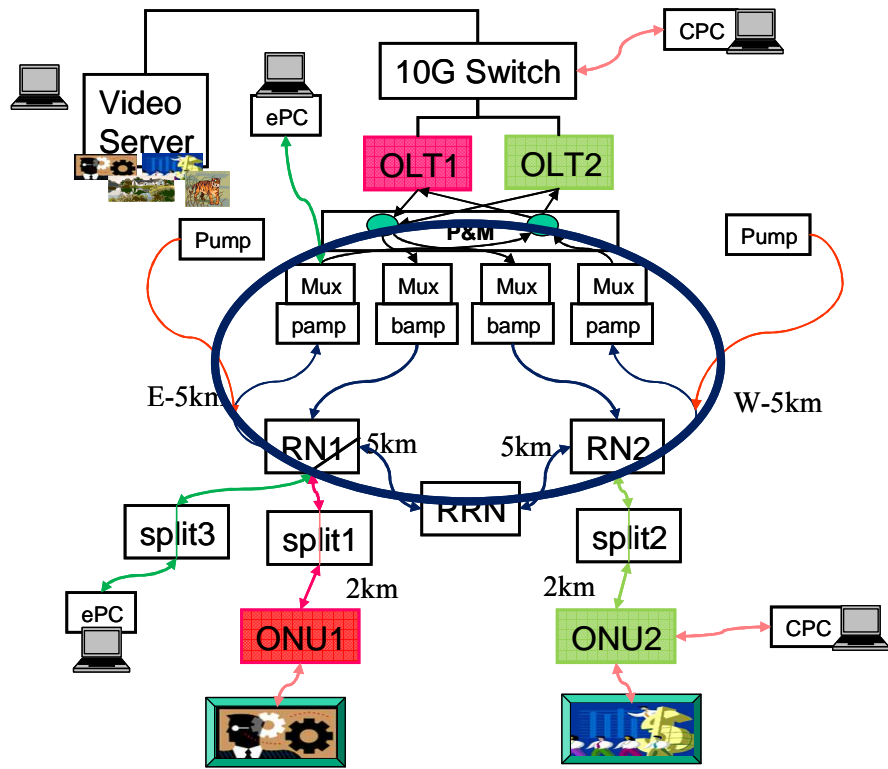 CPC
10G Switch
Video
Server
ePC
OLT1
OLT2
P&M
Pump
Pump
Mux
Mux
Mux
Mux
pamp
bamp
bamp
pamp
E-5km
W-5km
RN1
5km
5km
RN2
RRN
split3
split1
split2
2km
2km
ePC
ONU1
ONU2
CPC